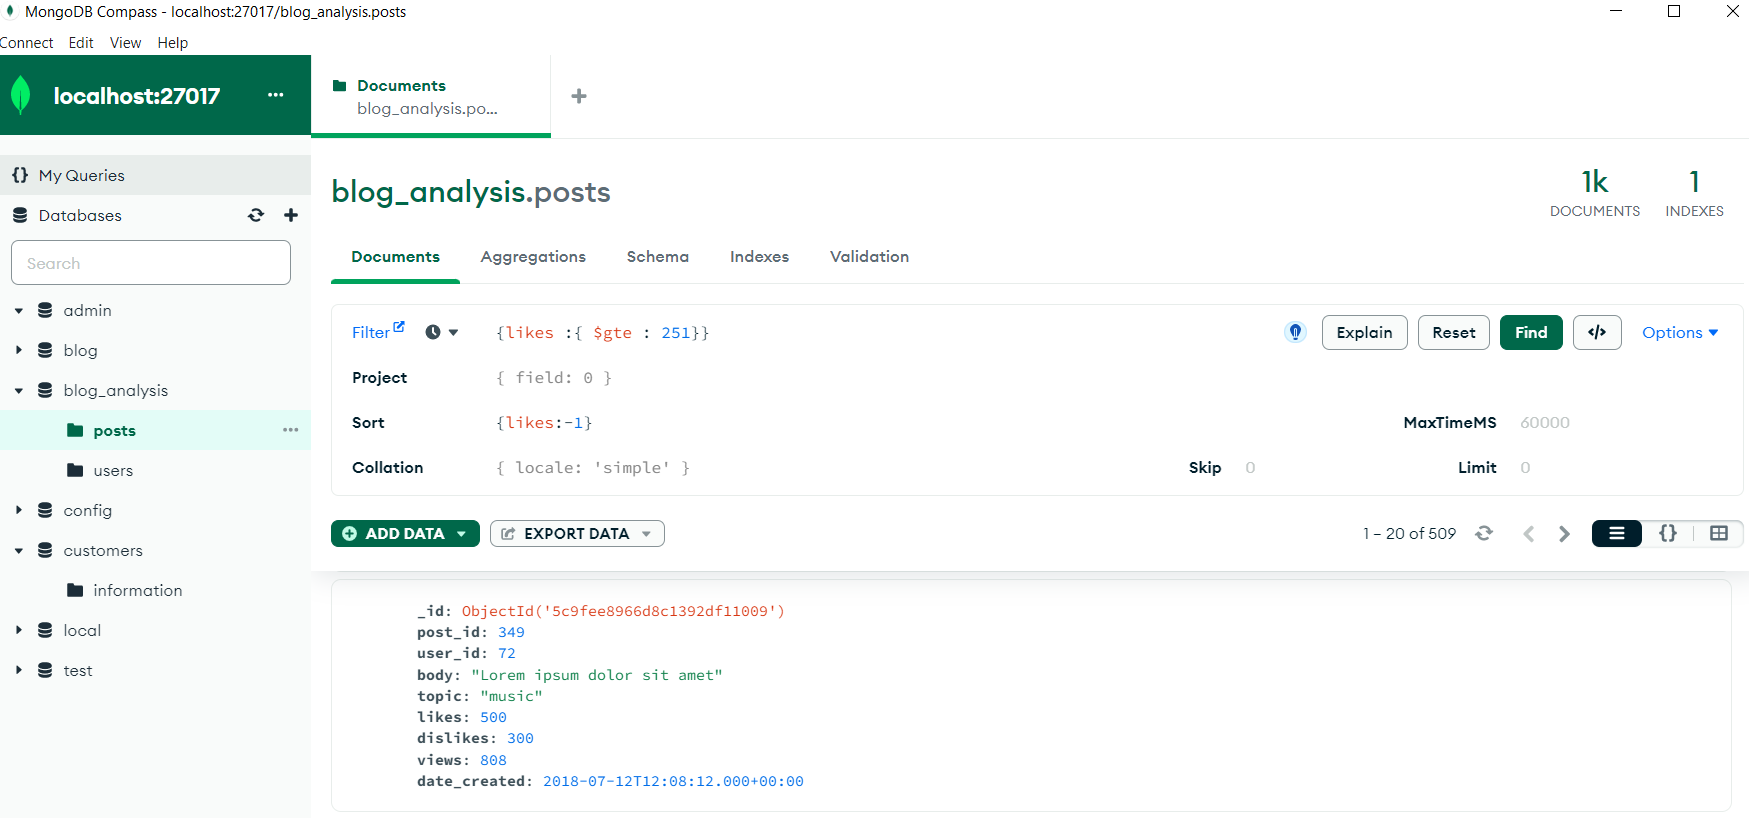 MongoDB Compass - localhost:27017/blog_analysis.posts
Connect Edit View Help
localhost:27017 ...
Documents
blog_analysis.po...
+
{} My Queries
Databases
Search
admin
blog
blog_analysis
posts ...
users
config
customers
information
local
test
blog_analysis.posts
1k
DOCUMENTS
1
INDEXES
Documents Aggregations Schema Indexes Validation
Filter {likes :{ $gte : 251}} Explain Reset Find </> Options
Project { field: 0 }
Sort {likes:-1} MaxTimeMS 60000
Collation { locale: 'simple' } Skip 0 Limit 0
ADD DATA EXPORT DATA 1 – 20 of 509 {}
_id: ObjectId('5c9fee8966d8c1392df11009')
post_id: 349
user_id: 72
body: "Lorem ipsum dolor sit amet"
topic: "music"
likes: 500
dislikes: 300
views: 808
date_created: 2018-07-12T12:08:12.000+00:00